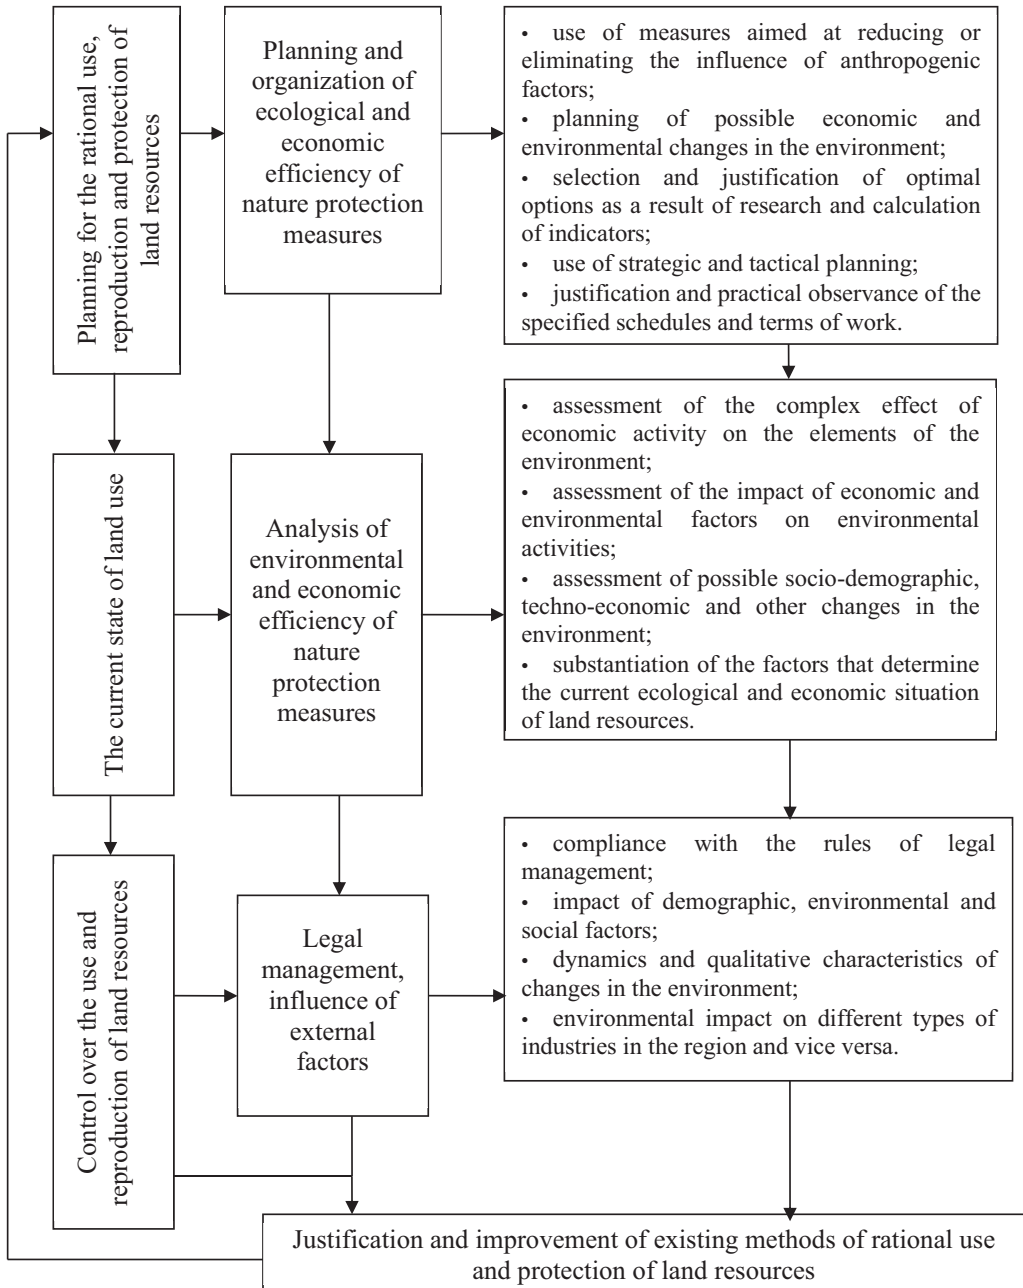 Planning for the rational use,
reproduction and protection of
land resources
Planning and
organization of
ecological and
economic
efficiency of
nature protection
measures
• use of measures aimed at reducing or
eliminating the influence of anthropogenic
factors;
• planning of possible economic and
environmental changes in the environment;
• selection and justification of optimal
options as a result of research and calculation
of indicators;
• use of strategic and tactical planning;
• justification and practical observance of the
specified schedules and terms of work.
The current state of land use
Analysis of
environmental
and economic
efficiency of
nature
protection
measures
• assessment of the complex effect of
economic activity on the elements of the
environment;
• assessment of the impact of economic and
environmental factors on environmental
activities;
• assessment of possible socio-demographic,
techno-economic and other changes in the
environment;
• substantiation of the factors that determine
the current ecological and economic situation
of land resources.
Control over the use and
reproduction of land resources
Legal
management,
influence of
external
factors
• compliance with the rules of legal
management;
• impact of demographic, environmental and
social factors;
• dynamics and qualitative characteristics of
changes in the environment;
• environmental impact on different types of
industries in the region and vice versa.
Justification and improvement of existing methods of rational use
and protection of land resources